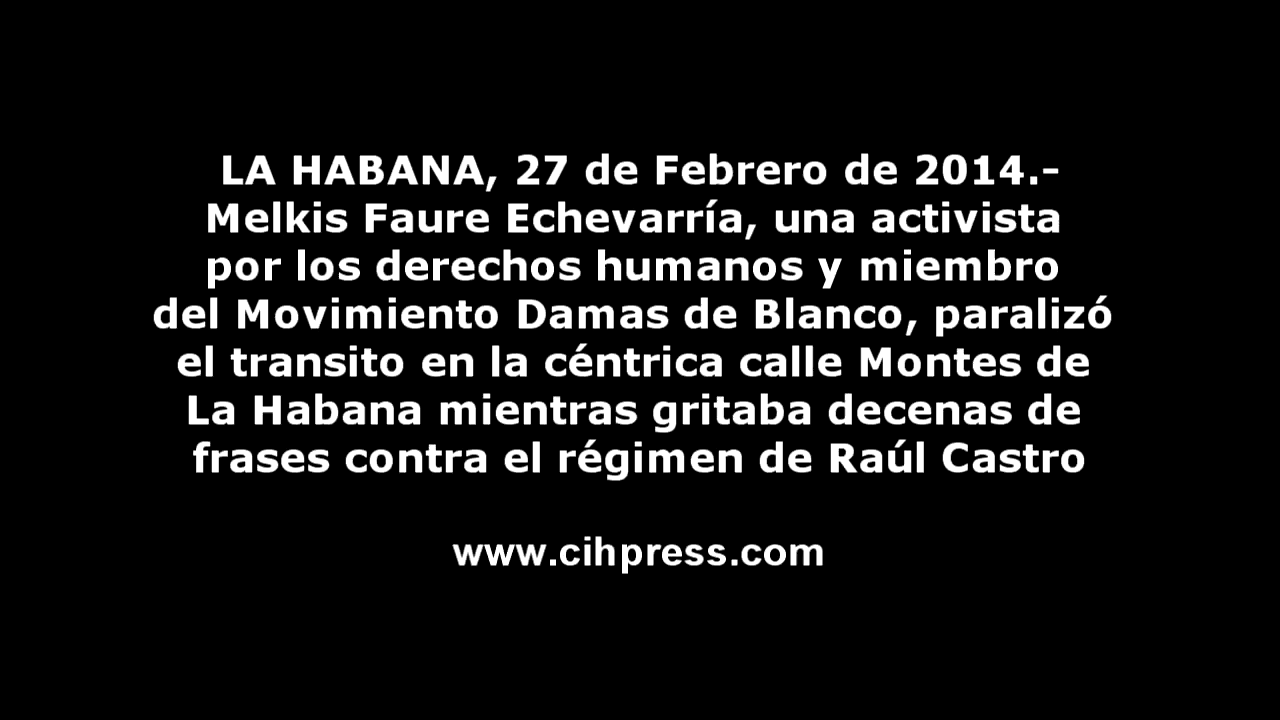 LA HABANA, 27 de Febrero de 2014.-
Melkis Faure Echevarría, una activista
por los derechos humanos y miembro
del Movimiento Damas de Blanco, paralizó
el transito en la céntrica calle Montes de
La Habana mientras gritaba decenas de
frases contra el régimen de Raúl Castro
www.cihpress.com